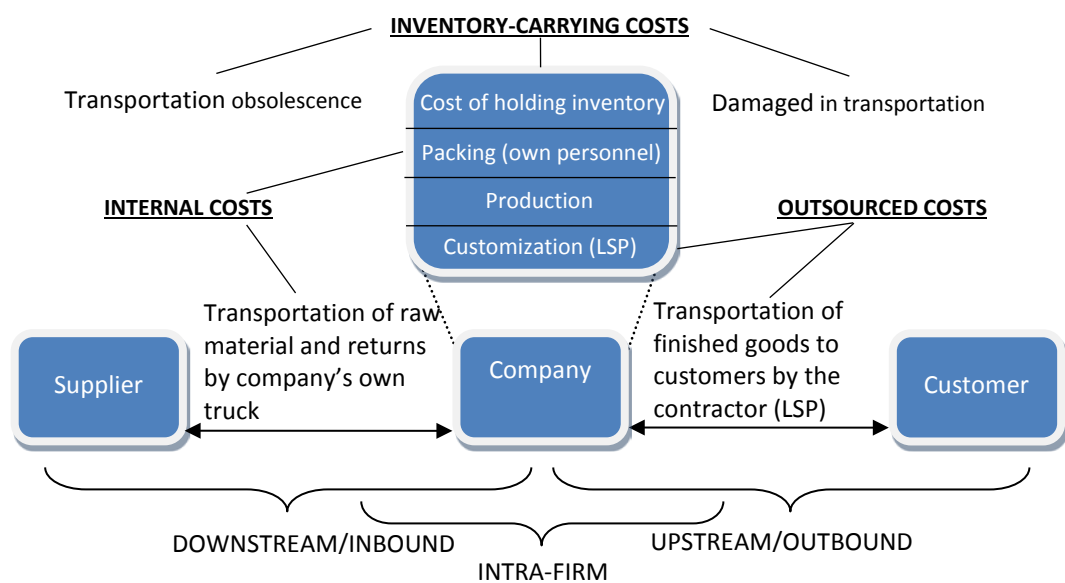 INVENTORY-CARRYING COSTS
Transportation obsolescence
Cost of holding inventory
Damaged in transportation
Packing (own personnel)
INTERNAL COSTS
Production
OUTSOURCED COSTS
Customization (LSP)
Supplier
Transportation of raw
material and returns
by company’s own
truck
Company
Transportation of
finished goods to
customers by the
contractor (LSP)
Customer
DOWNSTREAM/INBOUND
UPSTREAM/OUTBOUND
INTRA-FIRM